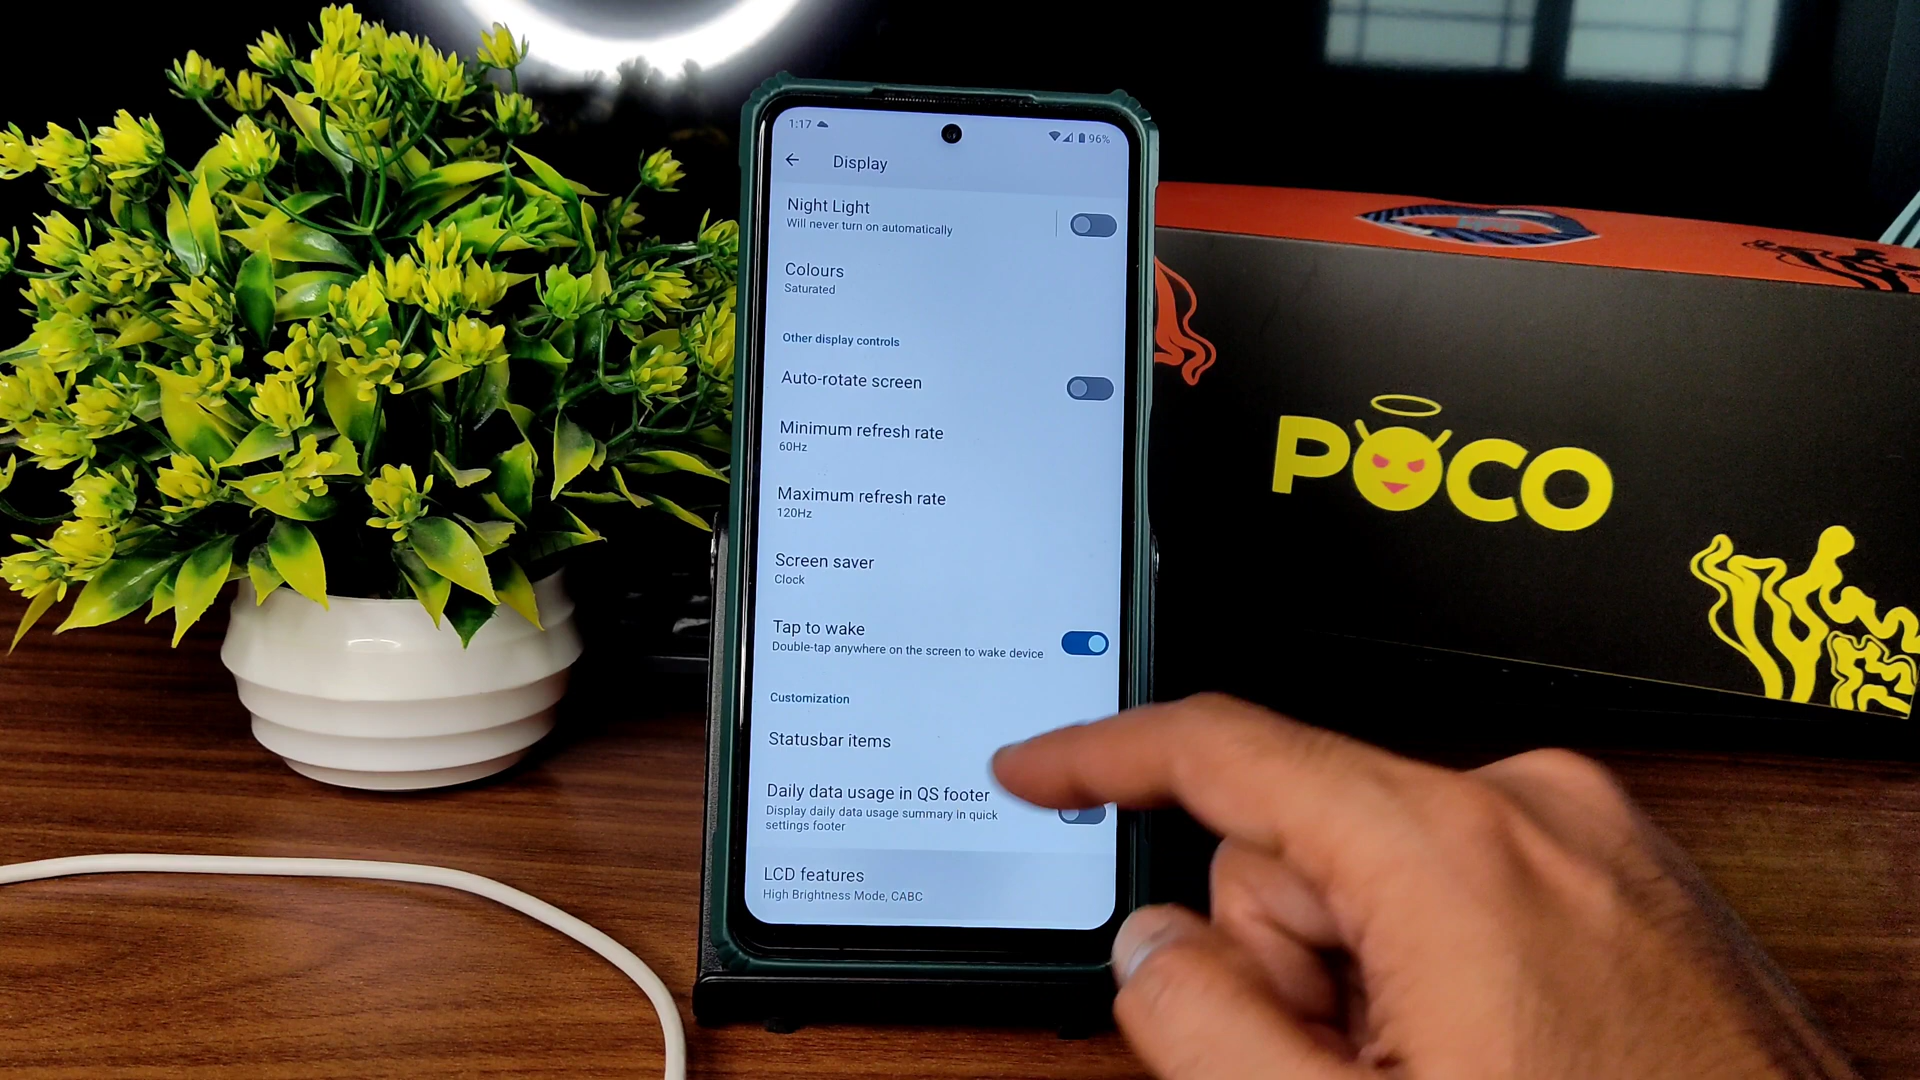 1:17
96%
Display
Night Light
Will never turn on automatically
Colours
Saturated
Other display controls
Auto-rotate screen
Minimum refresh rate
60Hz
Maximum refresh rate
120Hz
Screen saver
Clock
Tap to wake
Double-tap anywhere on the screen to wake device
Customization
Statusbar items
Daily data usage in QS footer
Display daily data usage summary in quick
settings footer
LCD features
High Brightness Mode, CABC
POCO